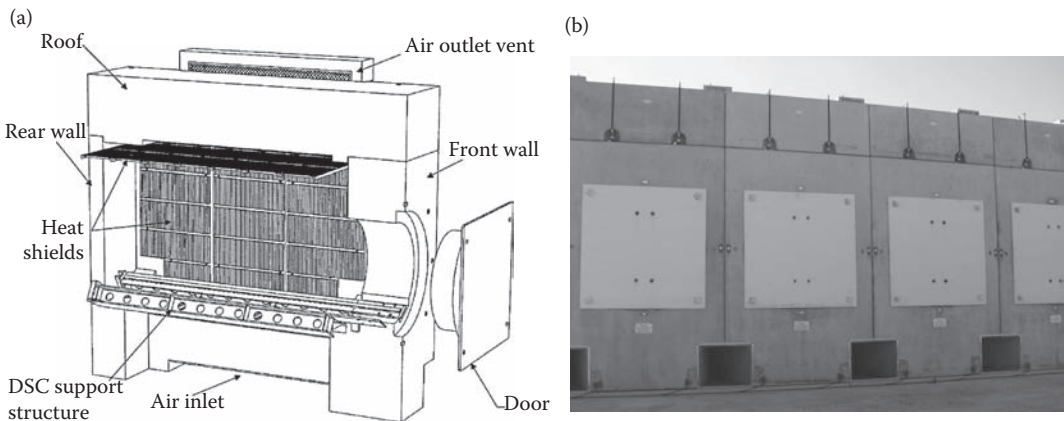 (a)
Roof
Air outlet vent
Rear wall
Front wall
Heat
shields
DSC support
structure
Air inlet
Door
(b)